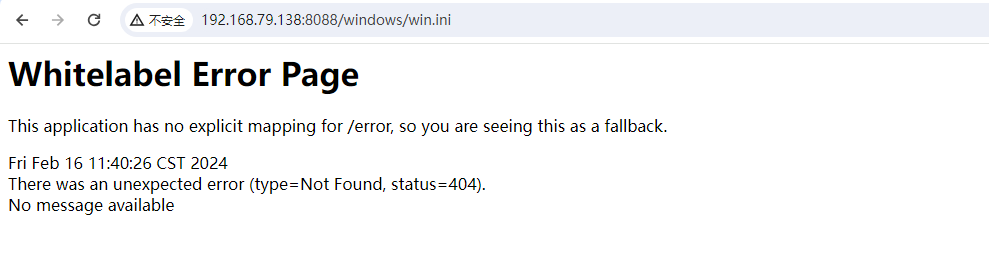 不安全 192.168.79.138:8088/windows/win.ini
Whitelabel Error Page
This application has no explicit mapping for /error, so you are seeing this as a fallback.
Fri Feb 16 11:40:26 CST 2024
There was an unexpected error (type=Not Found, status=404).
No message available